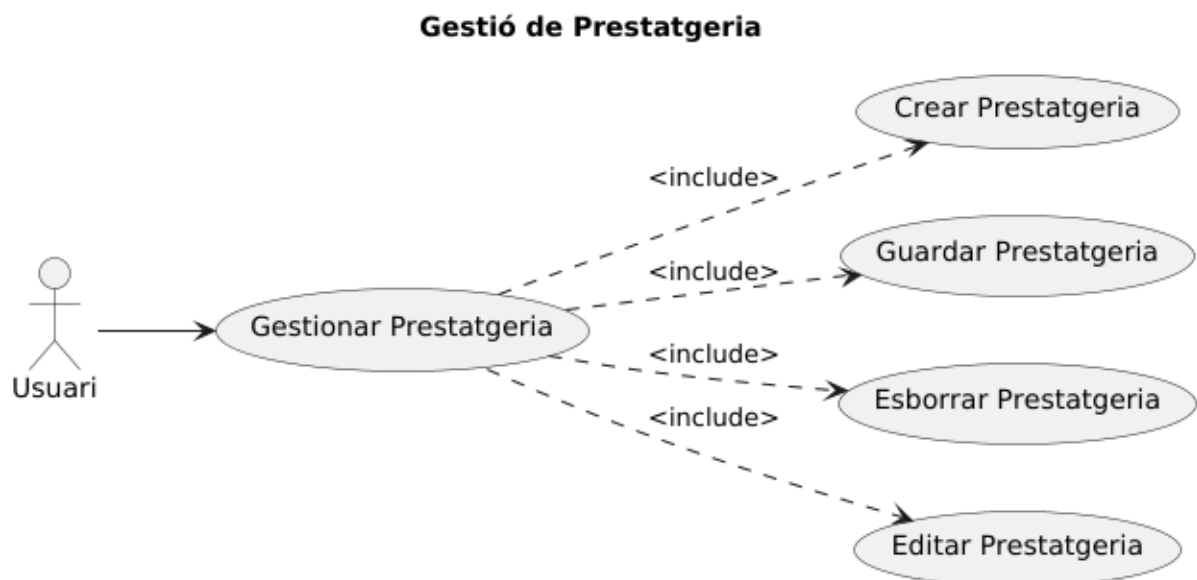 Gestió de Prestatgeria
Crear Prestatgeria
<include>
Guardar Prestatgeria
<include>
Gestionar Prestatgeria
Usuari
<include>
Esborrar Prestatgeria
<include>
Editar Prestatgeria